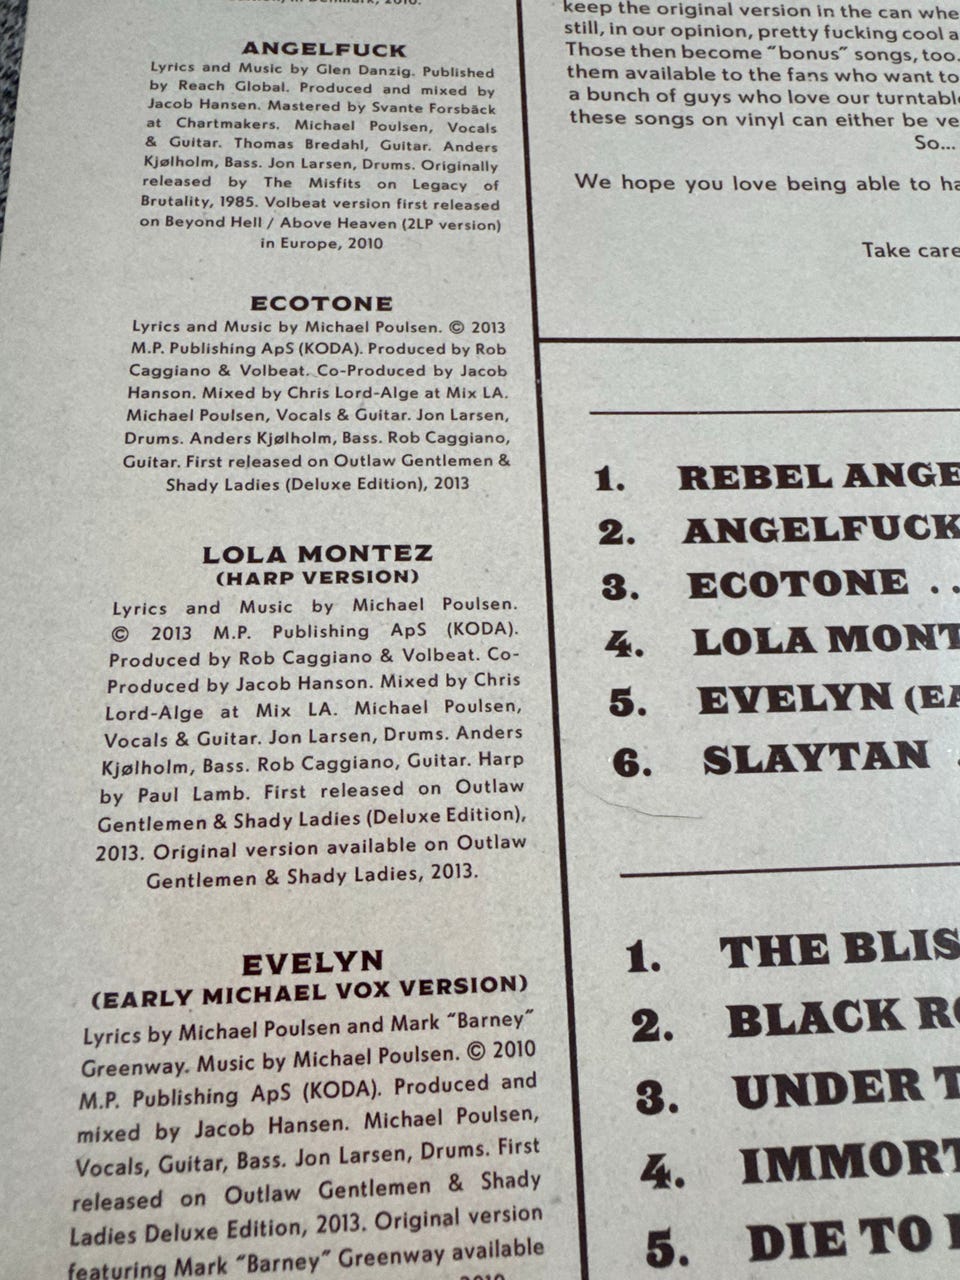 ANGELFUCK
Lyrics and Music by Glen Danzig. Published
by Reach Global. Produced and mixed by
Jacob Hansen. Mastered by Svante Forsbäck
at Chartmakers. Michael Poulsen, Vocals
& Guitar. Thomas Bredahl, Guitar. Anders
Kjølholm, Bass. Jon Larsen, Drums. Originally
released by The Misfits on Legacy of
Brutality, 1985. Volbeat version first released
on Beyond Hell / Above Heaven (2LP version)
in Europe, 2010
ECOTONE
Lyrics and Music by Michael Poulsen. © 2013
M.P. Publishing ApS (KODA). Produced by Rob
Caggiano & Volbeat. Co-Produced by Jacob
Hanson. Mixed by Chris Lord-Alge at Mix LA.
Michael Poulsen, Vocals & Guitar. Jon Larsen,
Drums. Anders Kjølholm, Bass. Rob Caggiano,
Guitar. First released on Outlaw Gentlemen &
Shady Ladies (Deluxe Edition), 2013
LOLA MONTEZ
(HARP VERSION)
Lyrics and Music by Michael Poulsen.
© 2013 M.P. Publishing ApS (KODA).
Produced by Rob Caggiano & Volbeat. Co-
Produced by Jacob Hanson. Mixed by Chris
Lord-Alge at Mix LA. Michael Poulsen,
Vocals & Guitar. Jon Larsen, Drums. Anders
Kjølholm, Bass. Rob Caggiano, Guitar. Harp
by Paul Lamb. First released on Outlaw
Gentlemen & Shady Ladies (Deluxe Edition),
2013. Original version available on Outlaw
Gentlemen & Shady Ladies, 2013.
EVELYN
(EARLY MICHAEL VOX VERSION)
Lyrics by Michael Poulsen and Mark "Barney"
Greenway. Music by Michael Poulsen. © 2010
M.P. Publishing ApS (KODA). Produced and
mixed by Jacob Hansen. Michael Poulsen,
Vocals, Guitar, Bass. Jon Larsen, Drums. First
released on Outlaw Gentlemen & Shady
Ladies Deluxe Edition, 2013. Original version
featuring Mark "Barney" Greenway available
keep the original version in the can whe
still, in our opinion, pretty fucking cool a
Those then become "bonus" songs, too.
them available to the fans who want to
a bunch of guys who love our turntabl
these songs on vinyl can either be ve
So...
We hope you love being able to ha
Take care
1. REBEL ANGE
2. ANGELFUCK
3. ECOTONE ..
4. LOLA MONT
5. EVELYN (EA
6. SLAYTAN .
1. THE BLIS
2. BLACK RO
3. UNDER T
4. IMMORT
5. DIE TO